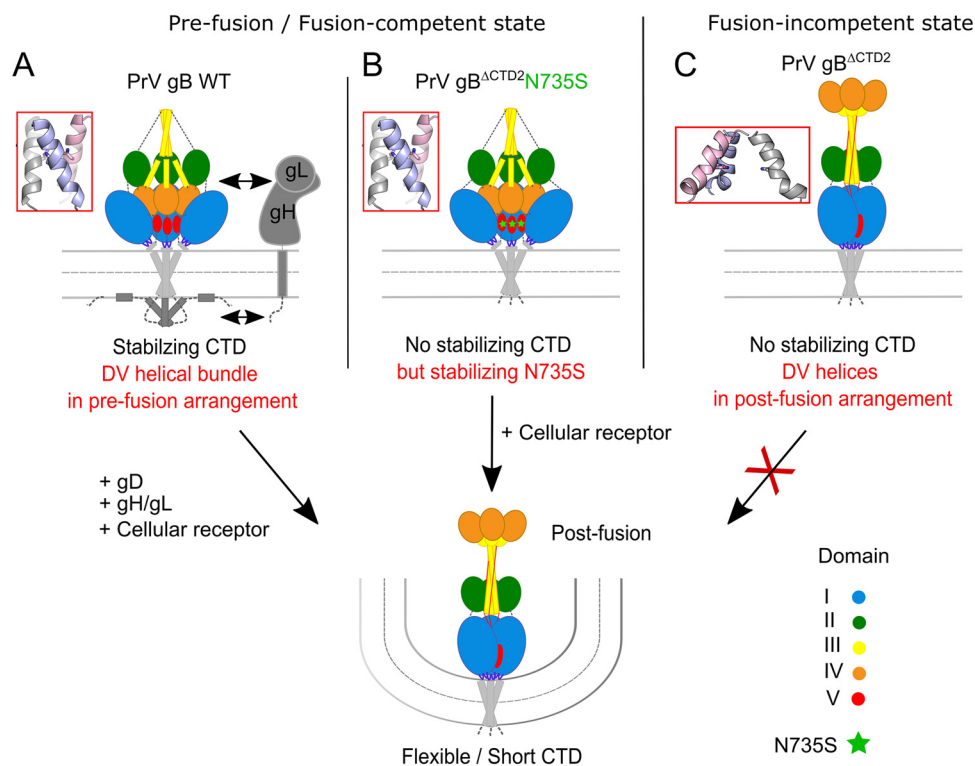 Pre-fusion / Fusion-competent state
Fusion-incompetent state
A
PrV gB WT
gL
gH
Stabilzing CTD
DV helical bundle
in pre-fusion arrangement
B
PrV gBΔCTD2N735S
No stabilizing CTD
but stabilizing N735S
C
PrV gBΔCTD2
No stabilizing CTD
DV helices
in post-fusion arrangement
+ gD
+ gH/gL
+ Cellular receptor
+ Cellular receptor
Post-fusion
Flexible / Short CTD
Domain
I
II
III
IV
V
N735S